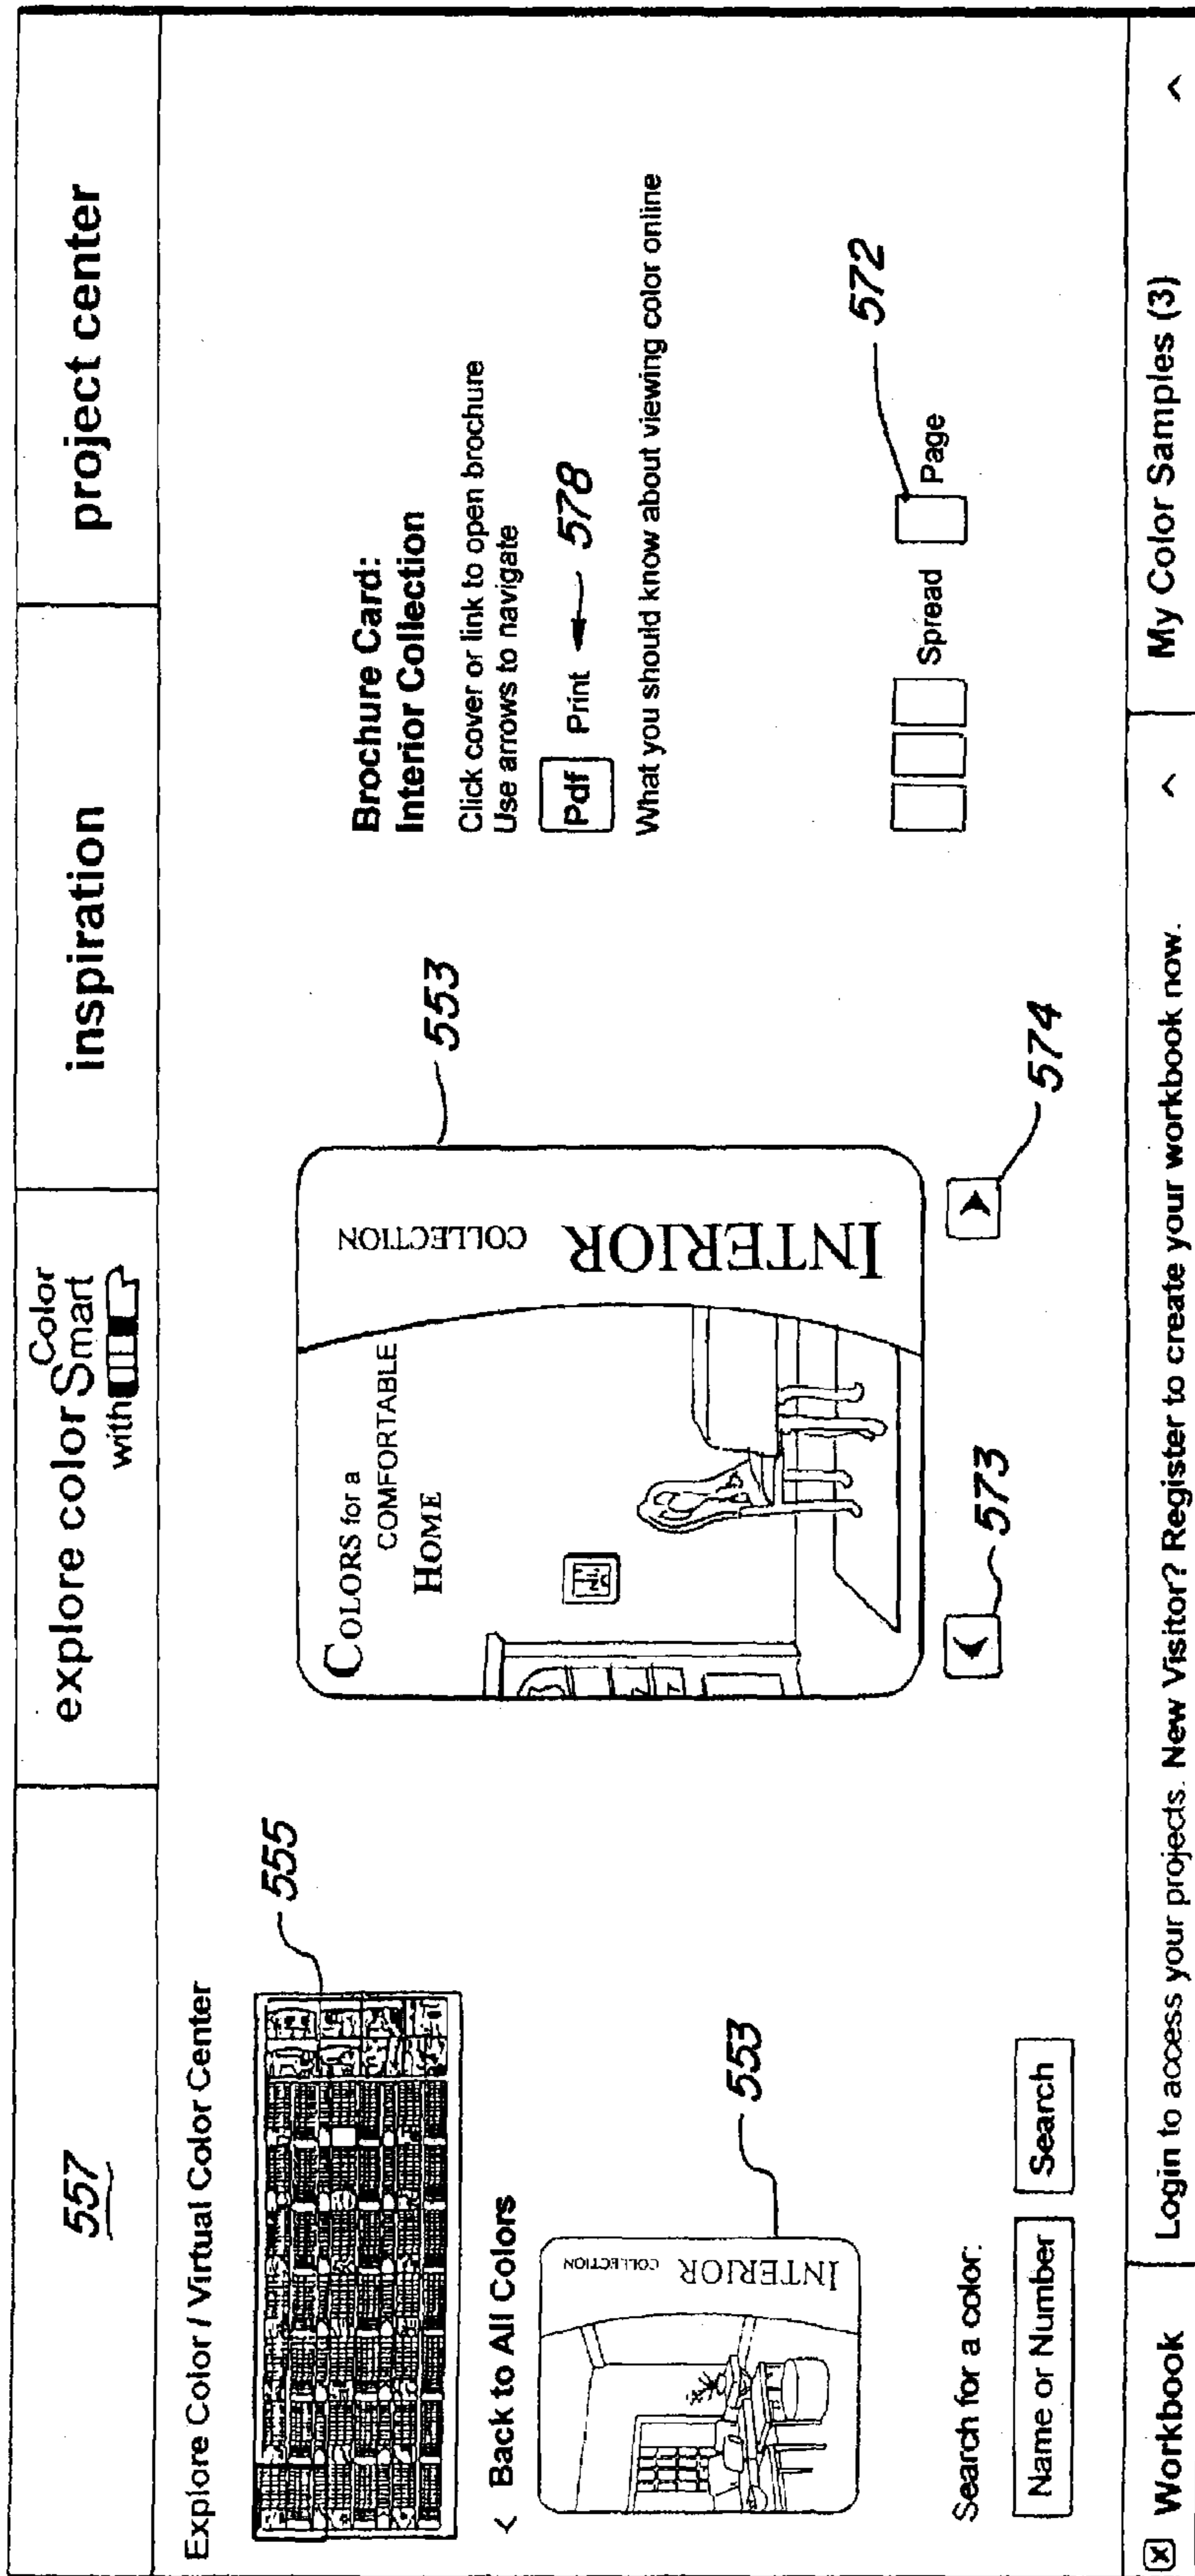 557
explore color
Color
Smart
with
inspiration
project center
Explore Color / Virtual Color Center
555
< Back to All Colors
553
INTERIOR
COLLECTION
Search for a color:
Name or Number
Search
COLORS for a
COMFORTABLE
HOME
INTERIOR
COLLECTION
553
573
574
Brochure Card:
Interior Collection
Click cover or link to open brochure
Use arrows to navigate
Pdf
Print
578
What you should know about viewing color online
Spread
Page
572
Workbook
Login to access your projects. New Visitor? Register to create your workbook now.
^
My Color Samples (3)
^